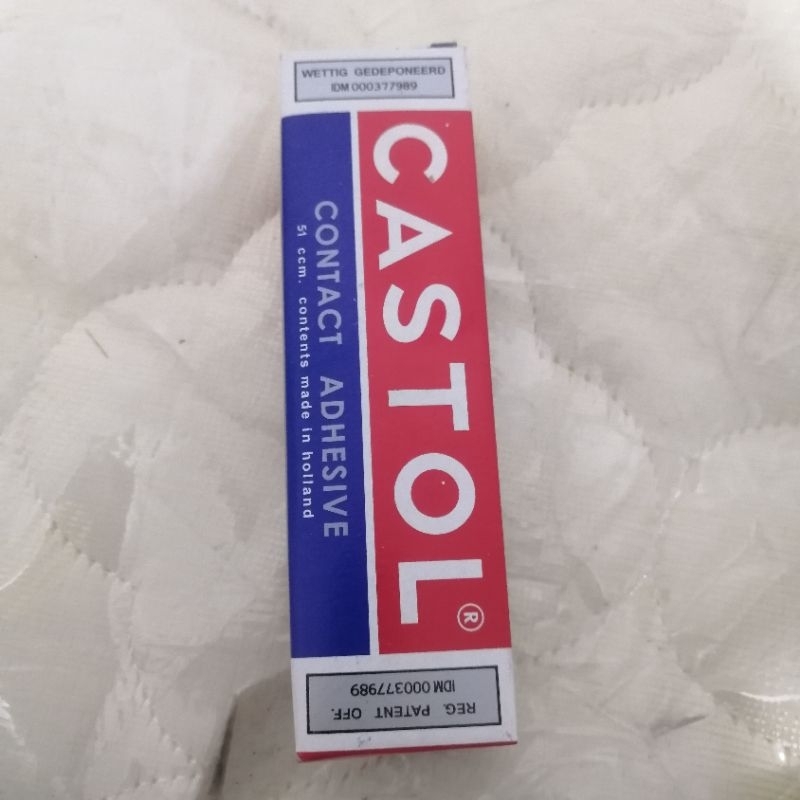 WETTIG GEDEPONEERD
IDM 000377989
CASTOL®
CONTACT ADHESIVE
51 ccm. contents made in holland
REG. PATENT OFF.
IDM 000377989